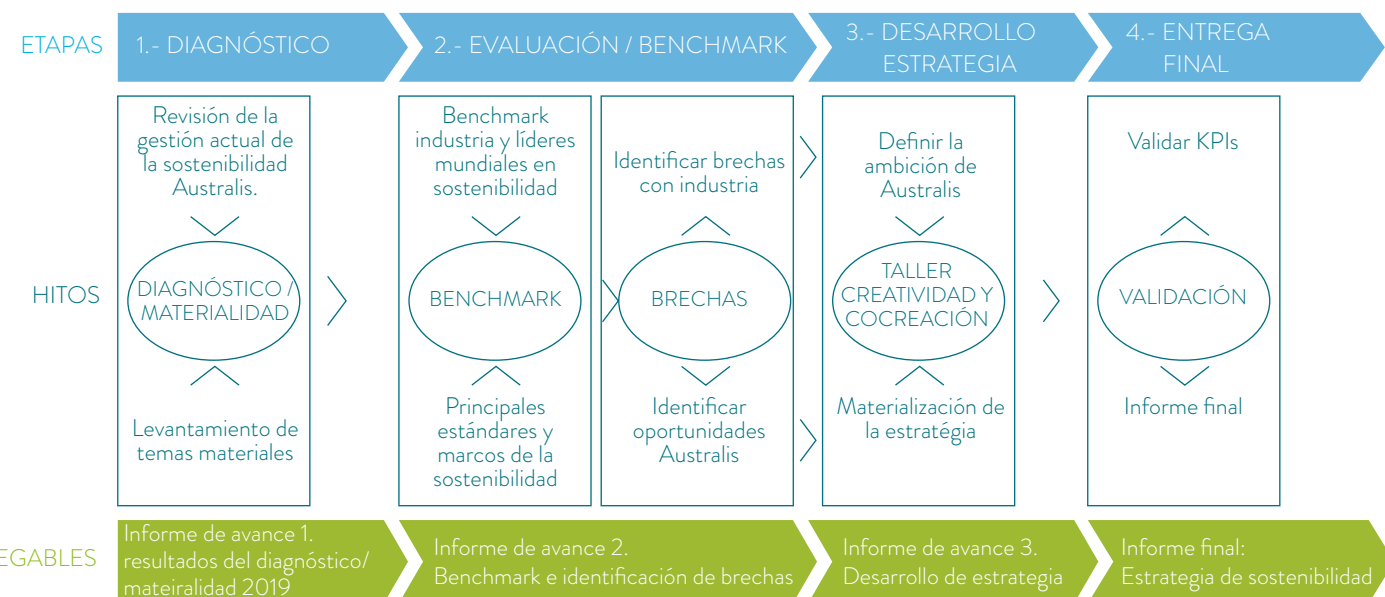 ETAPAS
1.- DIAGNÓSTICO
2.- EVALUACIÓN / BENCHMARK
3.- DESARROLLO
ESTRATEGIA
4.- ENTREGA
FINAL
HITOS
Revisión de la
gestión actual de
la sostenibilidad
Australis.
DIAGNÓSTICO /
MATERIALIDAD
Levantamiento de
temas materiales
Benchmark
industria y líderes
mundiales en
sostenibilidad
BENCHMARK
Principales
estándares y
marcos de la
sostenibilidad
Identificar brechas
con industria
BRECHAS
Identificar
oportunidades
Australis
Definir la
ambición de
Australis
TALLER
CREATIVIDAD Y
COCREACIÓN
Materialización de
la estratégia
Validar KPIs
VALIDACIÓN
Informe final
EGABLES
Informe de avance 1.
resultados del diagnóstico/
mateiralidad 2019
Informe de avance 2.
Benchmark e identificación de brechas
Informe de avance 3.
Desarrollo de estrategia
Informe final:
Estrategia de sostenibilidad